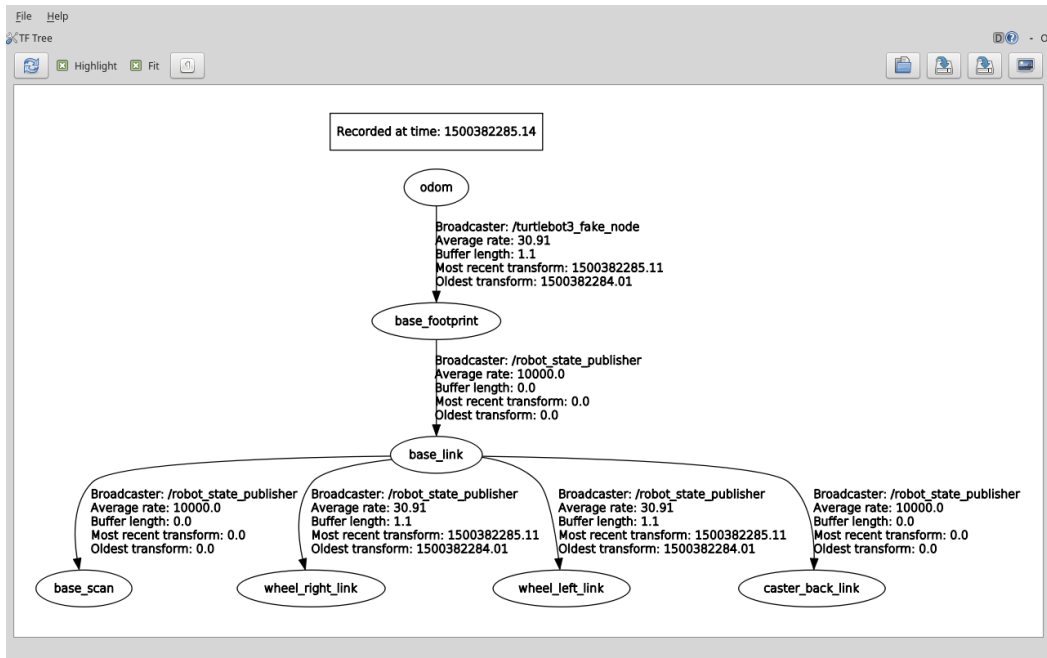 File Help
TF Tree
D ? - O
Highlight Fit
Recorded at time: 1500382285.14
odom
Broadcaster: /turtlebot3_fake_node
Average rate: 30.91
Buffer length: 1.1
Most recent transform: 1500382285.11
Oldest transform: 1500382284.01
base_footprint
Broadcaster: /robot_state_publisher
Average rate: 10000.0
Buffer length: 0.0
Most recent transform: 0.0
Oldest transform: 0.0
base_link
Broadcaster: /robot_state_publisher
Average rate: 10000.0
Buffer length: 0.0
Most recent transform: 0.0
Oldest transform: 0.0
Broadcaster: /robot_state_publisher
Average rate: 30.91
Buffer length: 1.1
Most recent transform: 1500382285.11
Oldest transform: 1500382284.01
Broadcaster: /robot_state_publisher
Average rate: 30.91
Buffer length: 1.1
Most recent transform: 1500382285.11
Oldest transform: 1500382284.01
Broadcaster: /robot_state_publisher
Average rate: 10000.0
Buffer length: 0.0
Most recent transform: 0.0
Oldest transform: 0.0
base_scan
wheel_right_link
wheel_left_link
caster_back_link